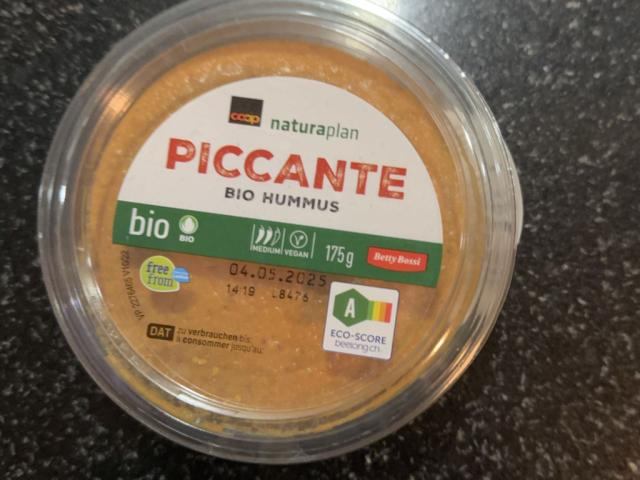 coop
naturaplan
PICCANTE
BIO HUMMUS
bio
BIO
MEDIUM
VEGAN
175g
Betty Bossi
free
from
04.05.2025
14:19 L8476
A
ECO-SCORE
beelong.ch
DAT
zu verbrauchen bis:
à consommer jusqu'au: